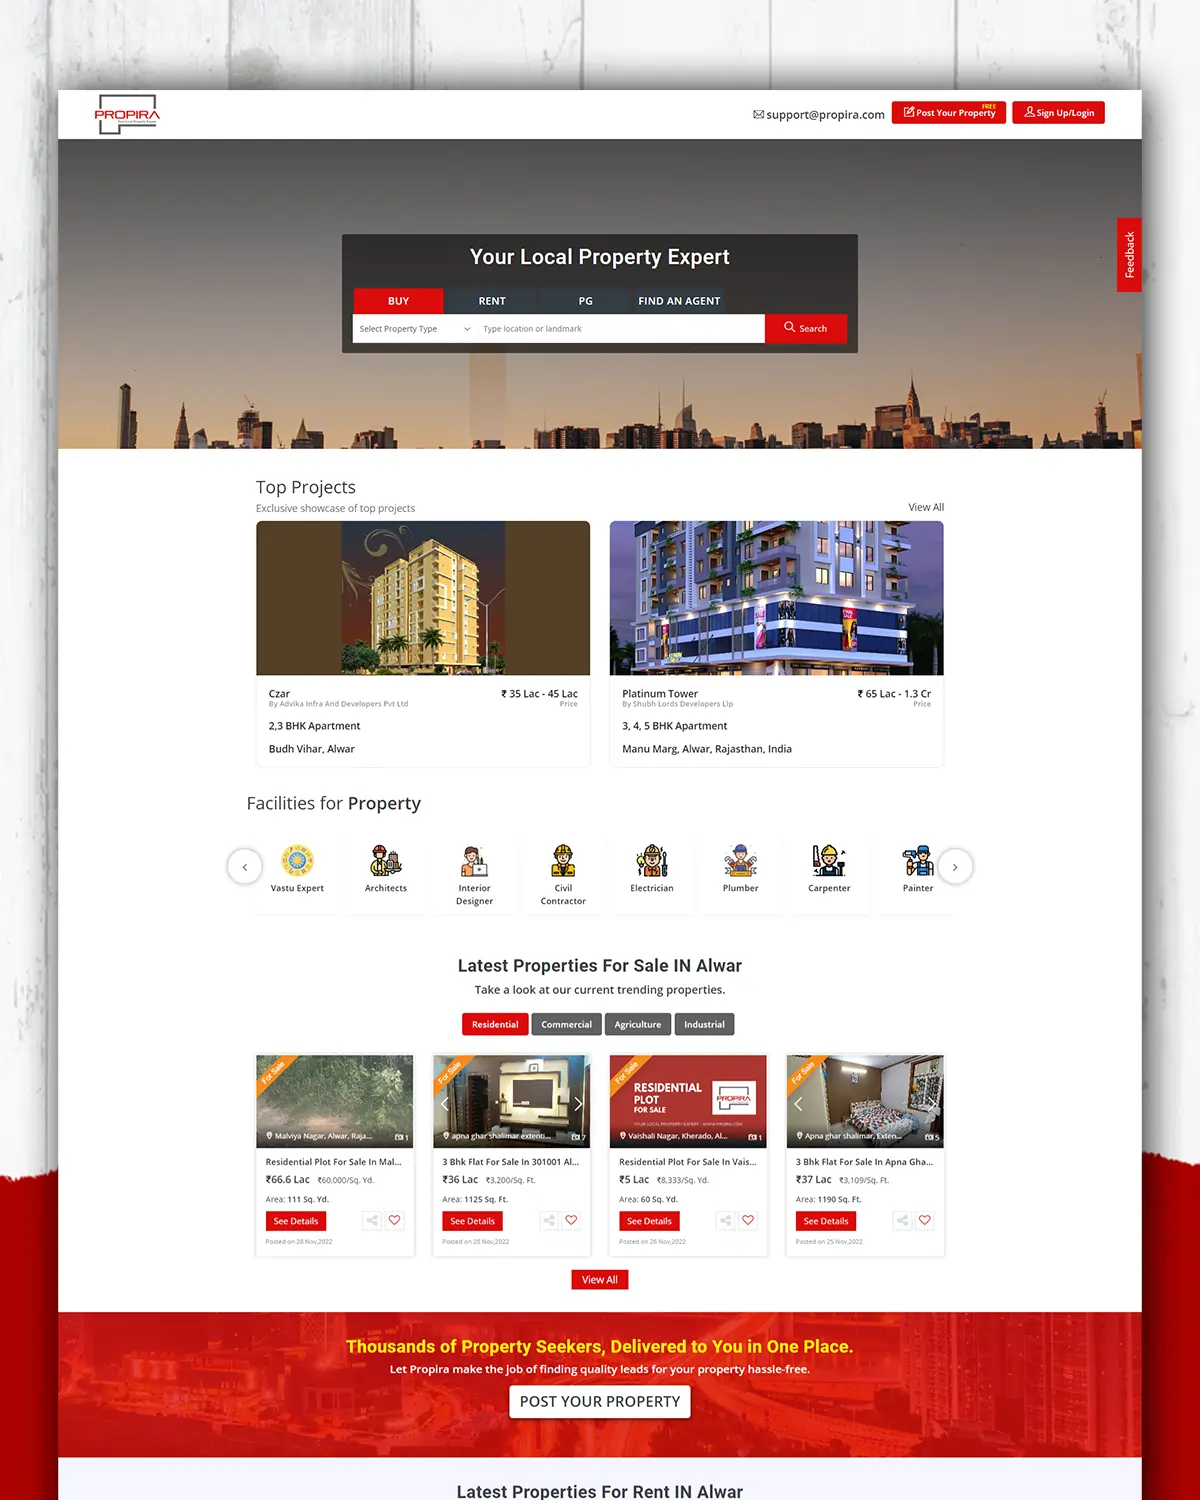 PROPIRA
Your Local Property Expert
support@propira.com
FREE
Post Your Property
Sign Up/Login
Feedback
Your Local Property Expert
BUY RENT PG FIND AN AGENT
Select Property Type Type location or landmark Search
Top Projects
Exclusive showcase of top projects
View All
Czar ₹ 35 Lac - 45 Lac
By Advika Infra And Developers Pvt Ltd Price
2,3 BHK Apartment
Budh Vihar, Alwar
SALE
Platinum Tower ₹ 65 Lac - 1.3 Cr
By Shubh Lords Developers Llp Price
3, 4, 5 BHK Apartment
Manu Marg, Alwar, Rajasthan, India
Facilities for Property
‹ Vastu Expert Architects Interior Designer Civil Contractor Electrician Plumber Carpenter Painter ›
Latest Properties For Sale IN Alwar
Take a look at our current trending properties.
Residential Commercial Agriculture Industrial
For Sale
Malviya Nagar, Alwar, Raja... 1
Residential Plot For Sale In Mal...
₹66.6 Lac ₹60,000/Sq. Yd.
Area: 111 Sq. Yd.
See Details
Posted on 28 Nov,2022
For Sale
apna ghar shalimar extenti... 7
3 Bhk Flat For Sale In 301001 Al...
₹36 Lac ₹3,200/Sq. Ft.
Area: 1125 Sq. Ft.
See Details
Posted on 28 Nov,2022
For Sale
RESIDENTIAL
PLOT
FOR SALE
PROPIRA
YOUR LOCAL PROPERTY EXPERT | WWW.PROPIRA.COM
Vaishali Nagar, Kherado, Al... 1
Residential Plot For Sale In Vais...
₹5 Lac ₹8,333/Sq. Yd.
Area: 60 Sq. Yd.
See Details
Posted on 26 Nov,2022
For Sale
Apna ghar shalimar, Exten... 5
3 Bhk Flat For Sale In Apna Gha...
₹37 Lac ₹3,109/Sq. Ft.
Area: 1190 Sq. Ft.
See Details
Posted on 25 Nov,2022
View All
Thousands of Property Seekers, Delivered to You in One Place.
Let Propira make the job of finding quality leads for your property hassle-free.
POST YOUR PROPERTY
Latest Properties For Rent IN Alwar